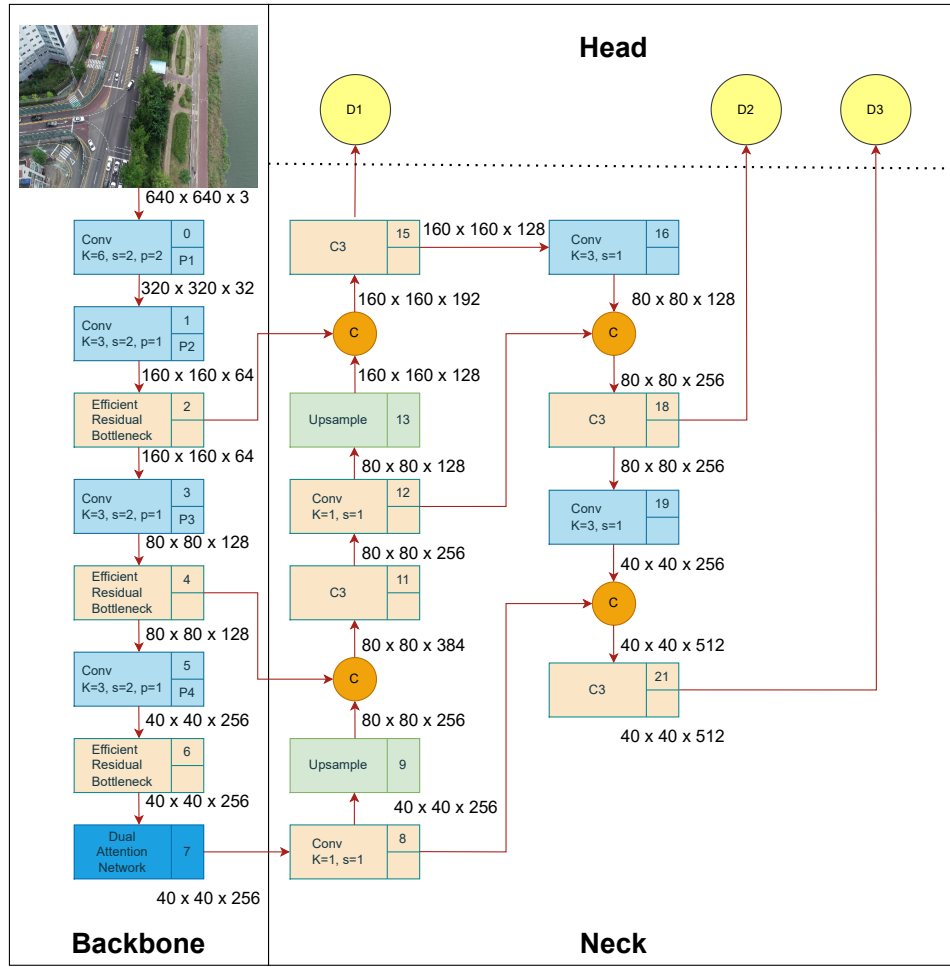 Head
D1
D2
D3
640 x 640 x 3
Conv
K=6, s=2, p=2
0
P1
320 x 320 x 32
Conv
K=3, s=2, p=1
1
P2
160 x 160 x 64
Efficient
Residual
Bottleneck
2
160 x 160 x 64
Conv
K=3, s=2, p=1
3
P3
80 x 80 x 128
Efficient
Residual
Bottleneck
4
80 x 80 x 128
Conv
K=3, s=2, p=1
5
P4
40 x 40 x 256
Efficient
Residual
Bottleneck
6
40 x 40 x 256
Dual
Attention
Network
7
40 x 40 x 256
Backbone
C3
15
160 x 160 x 128
160 x 160 x 192
C
160 x 160 x 128
Upsample
13
80 x 80 x 128
Conv
K=1, s=1
12
80 x 80 x 256
C3
11
80 x 80 x 384
C
80 x 80 x 256
Upsample
9
40 x 40 x 256
Conv
K=1, s=1
8
Conv
K=3, s=1
16
80 x 80 x 128
C
80 x 80 x 256
C3
18
80 x 80 x 256
Conv
K=3, s=1
19
40 x 40 x 256
C
40 x 40 x 512
C3
21
40 x 40 x 512
Neck